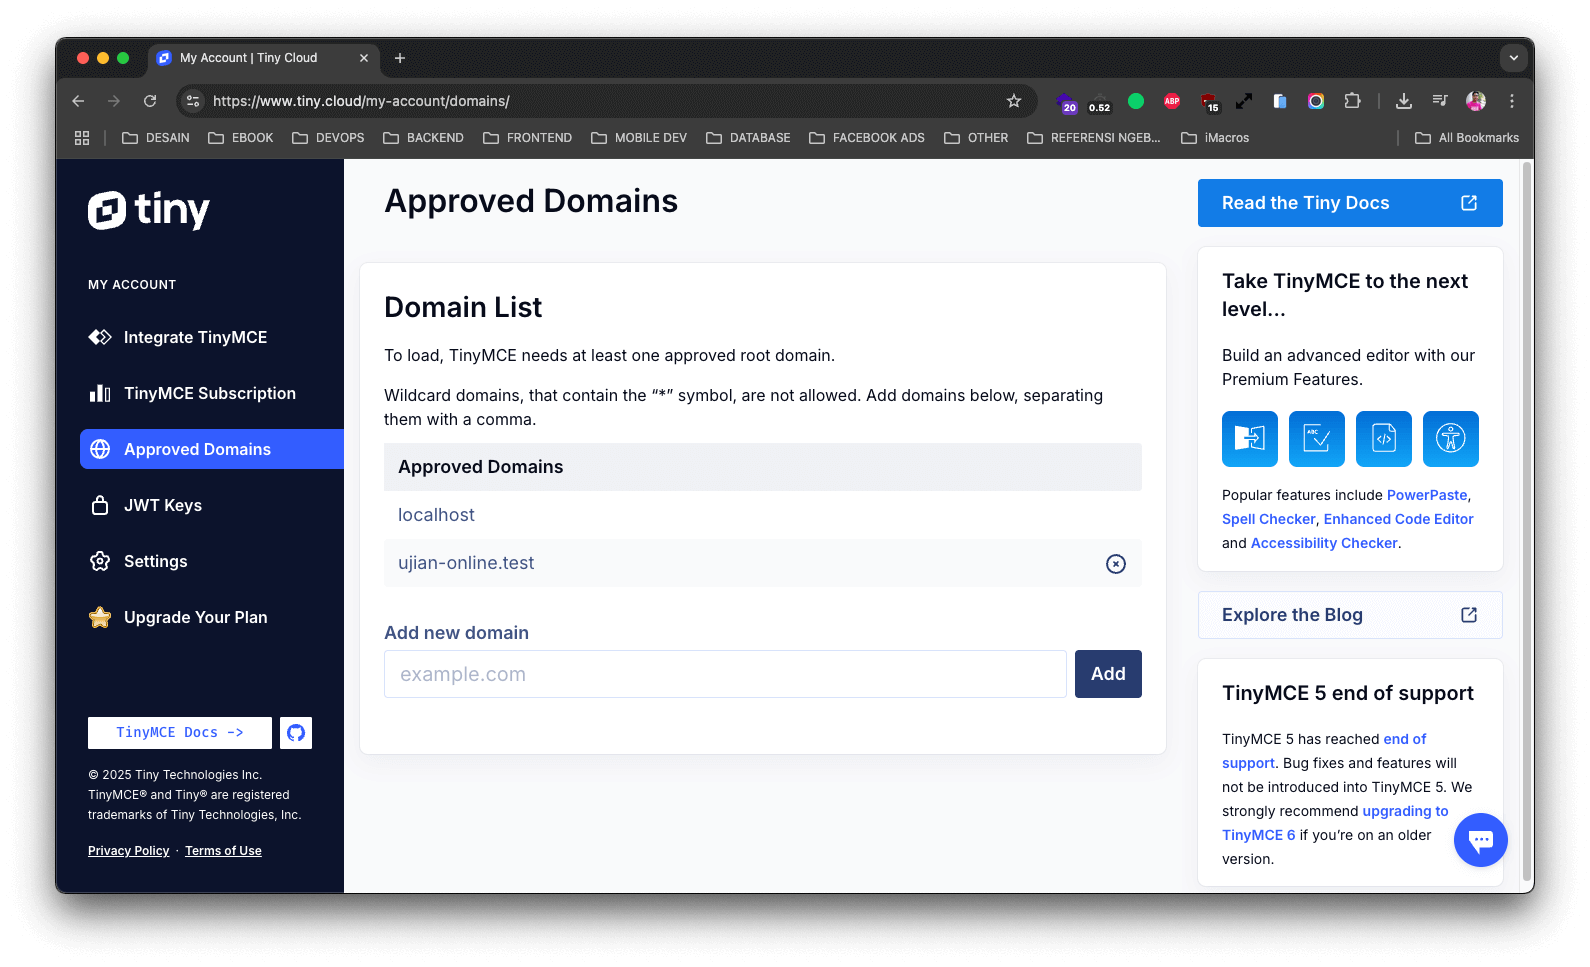 My Account | Tiny Cloud
https://www.tiny.cloud/my-account/domains/
20
0.52
ABP
15
DESAIN
EBOOK
DEVOPS
BACKEND
FRONTEND
MOBILE DEV
DATABASE
FACEBOOK ADS
OTHER
REFERENSI NGEB...
iMacros
All Bookmarks
tiny
MY ACCOUNT
Integrate TinyMCE
TinyMCE Subscription
Approved Domains
JWT Keys
Settings
Upgrade Your Plan
TinyMCE Docs ->
© 2025 Tiny Technologies Inc.
TinyMCE® and Tiny® are registered
trademarks of Tiny Technologies, Inc.
Privacy Policy · Terms of Use
Approved Domains
Domain List
To load, TinyMCE needs at least one approved root domain.
Wildcard domains, that contain the “*” symbol, are not allowed. Add domains below, separating
them with a comma.
Approved Domains
localhost
ujian-online.test
Add new domain
example.com
Add
Read the Tiny Docs
Take TinyMCE to the next
level...
Build an advanced editor with our
Premium Features.
ABC
</>
Popular features include PowerPaste,
Spell Checker, Enhanced Code Editor
and Accessibility Checker.
Explore the Blog
TinyMCE 5 end of support
TinyMCE 5 has reached end of
support. Bug fixes and features will
not be introduced into TinyMCE 5. We
strongly recommend upgrading to
TinyMCE 6 if you’re on an older
version.